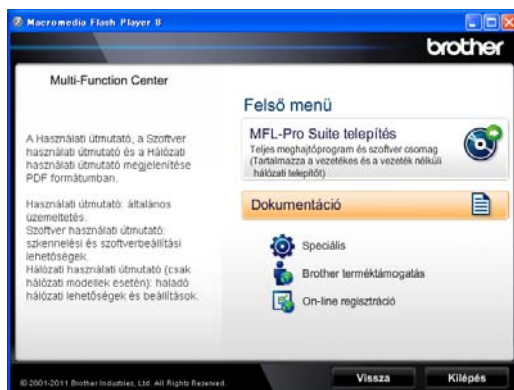 Macromedia Flash Player 8
brother
Multi-Function Center
A Használati útmutató, a Szoftver
használati útmutató és a Hálózati
használati útmutató megjelenítése
PDF formátumban.
Használati útmutató: általános
üzemeltetés.
Szoftver használati útmutató:
szkennelési és szoftverbeállítási
lehetőségek.
Hálózati használati útmutató (csak
hálózati modellek esetén): haladó
hálózati lehetőségek és beállítások.
Felső menü
MFL-Pro Suite telepítés
Teljes meghajtóprogram és szoftver csomag
(Tartalmazza a vezetékes és a vezeték nélküli
hálózati telepítőt)
Dokumentáció
Speciális
Brother terméktámogatás
On-line regisztráció
© 2001-2011 Brother Industries, Ltd. All Rights Reserved.
Vissza
Kilépés